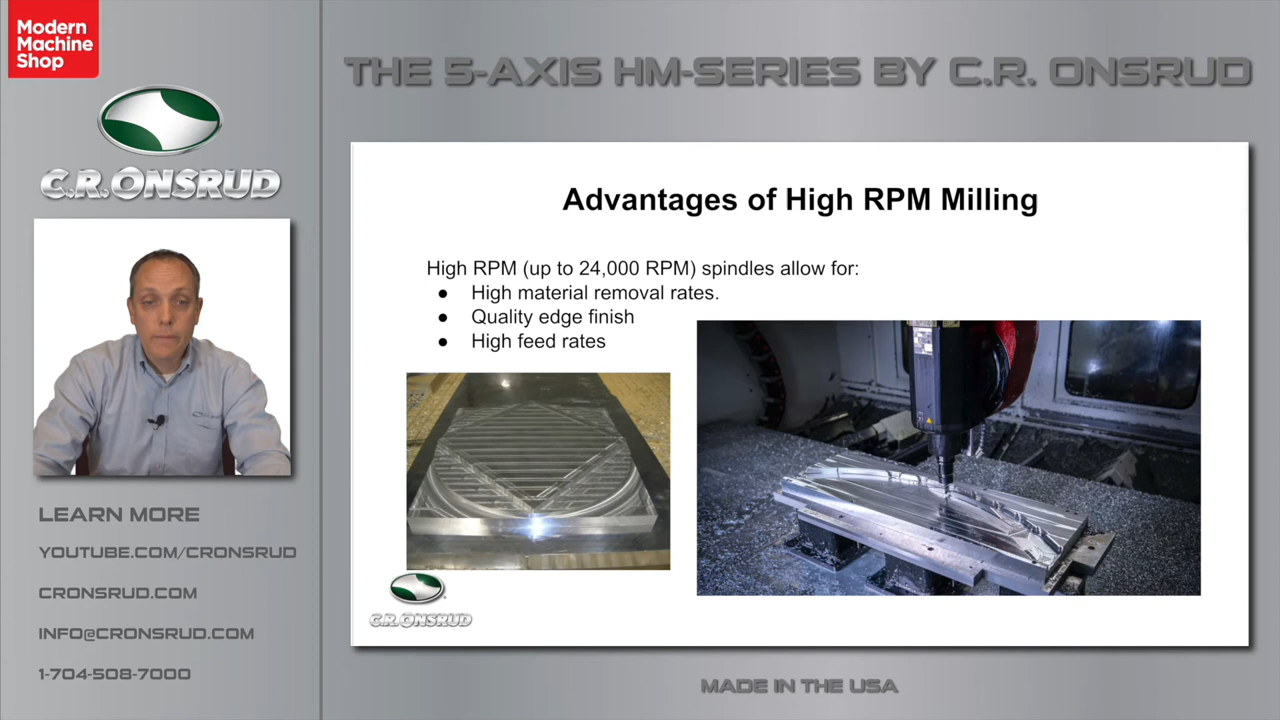 Modern
Machine
Shop
THE 5-AXIS HM-SERIES BY C.R. ONSRUD
C.R.ONSRUD
Advantages of High RPM Milling
High RPM (up to 24,000 RPM) spindles allow for:
● High material removal rates.
● Quality edge finish
● High feed rates
C.R.ONSRUD
LEARN MORE
YOUTUBE.COM/CRONSRUD
CRONSRUD.COM
INFO@CRONSRUD.COM
1-704-508-7000
MADE IN THE USA